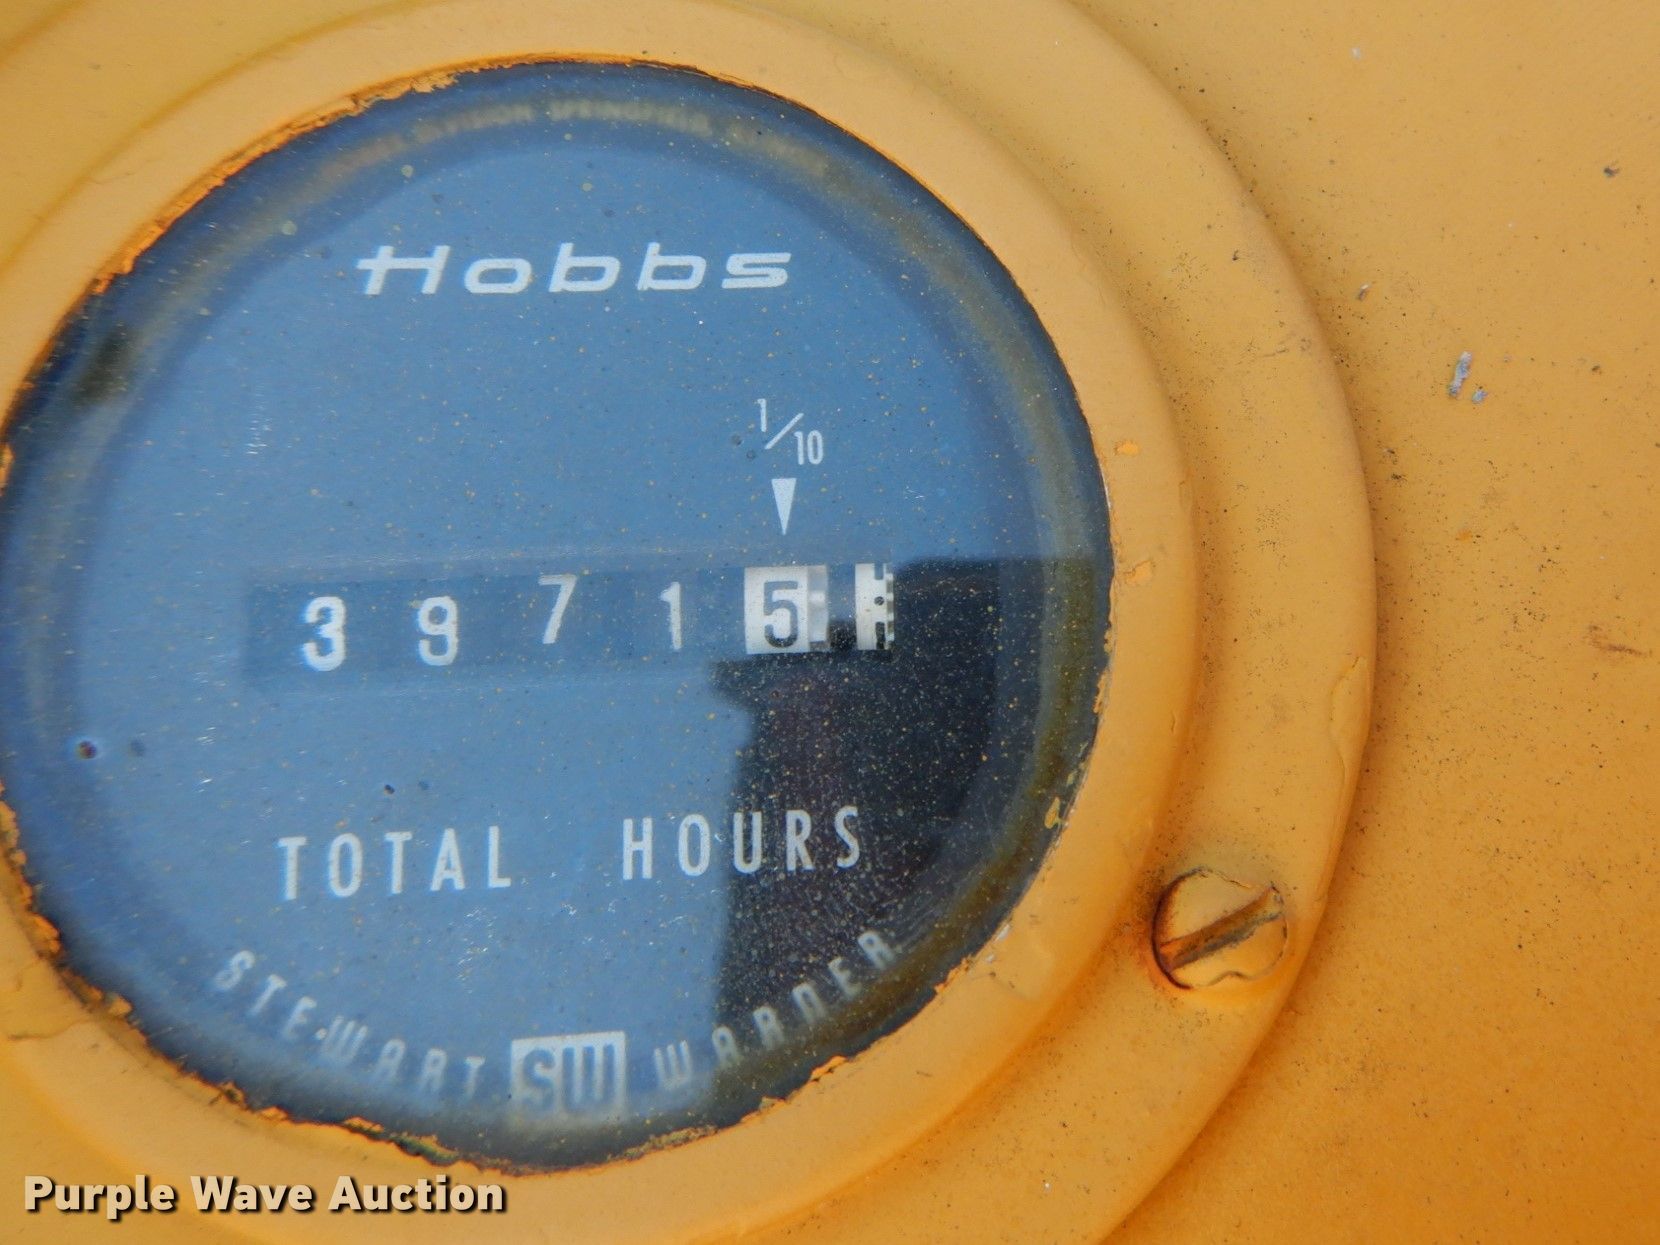 Hobbs
1/10
3 9 7 1 5
TOTAL HOURS
STEWART SW WARNER
Purple Wave Auction